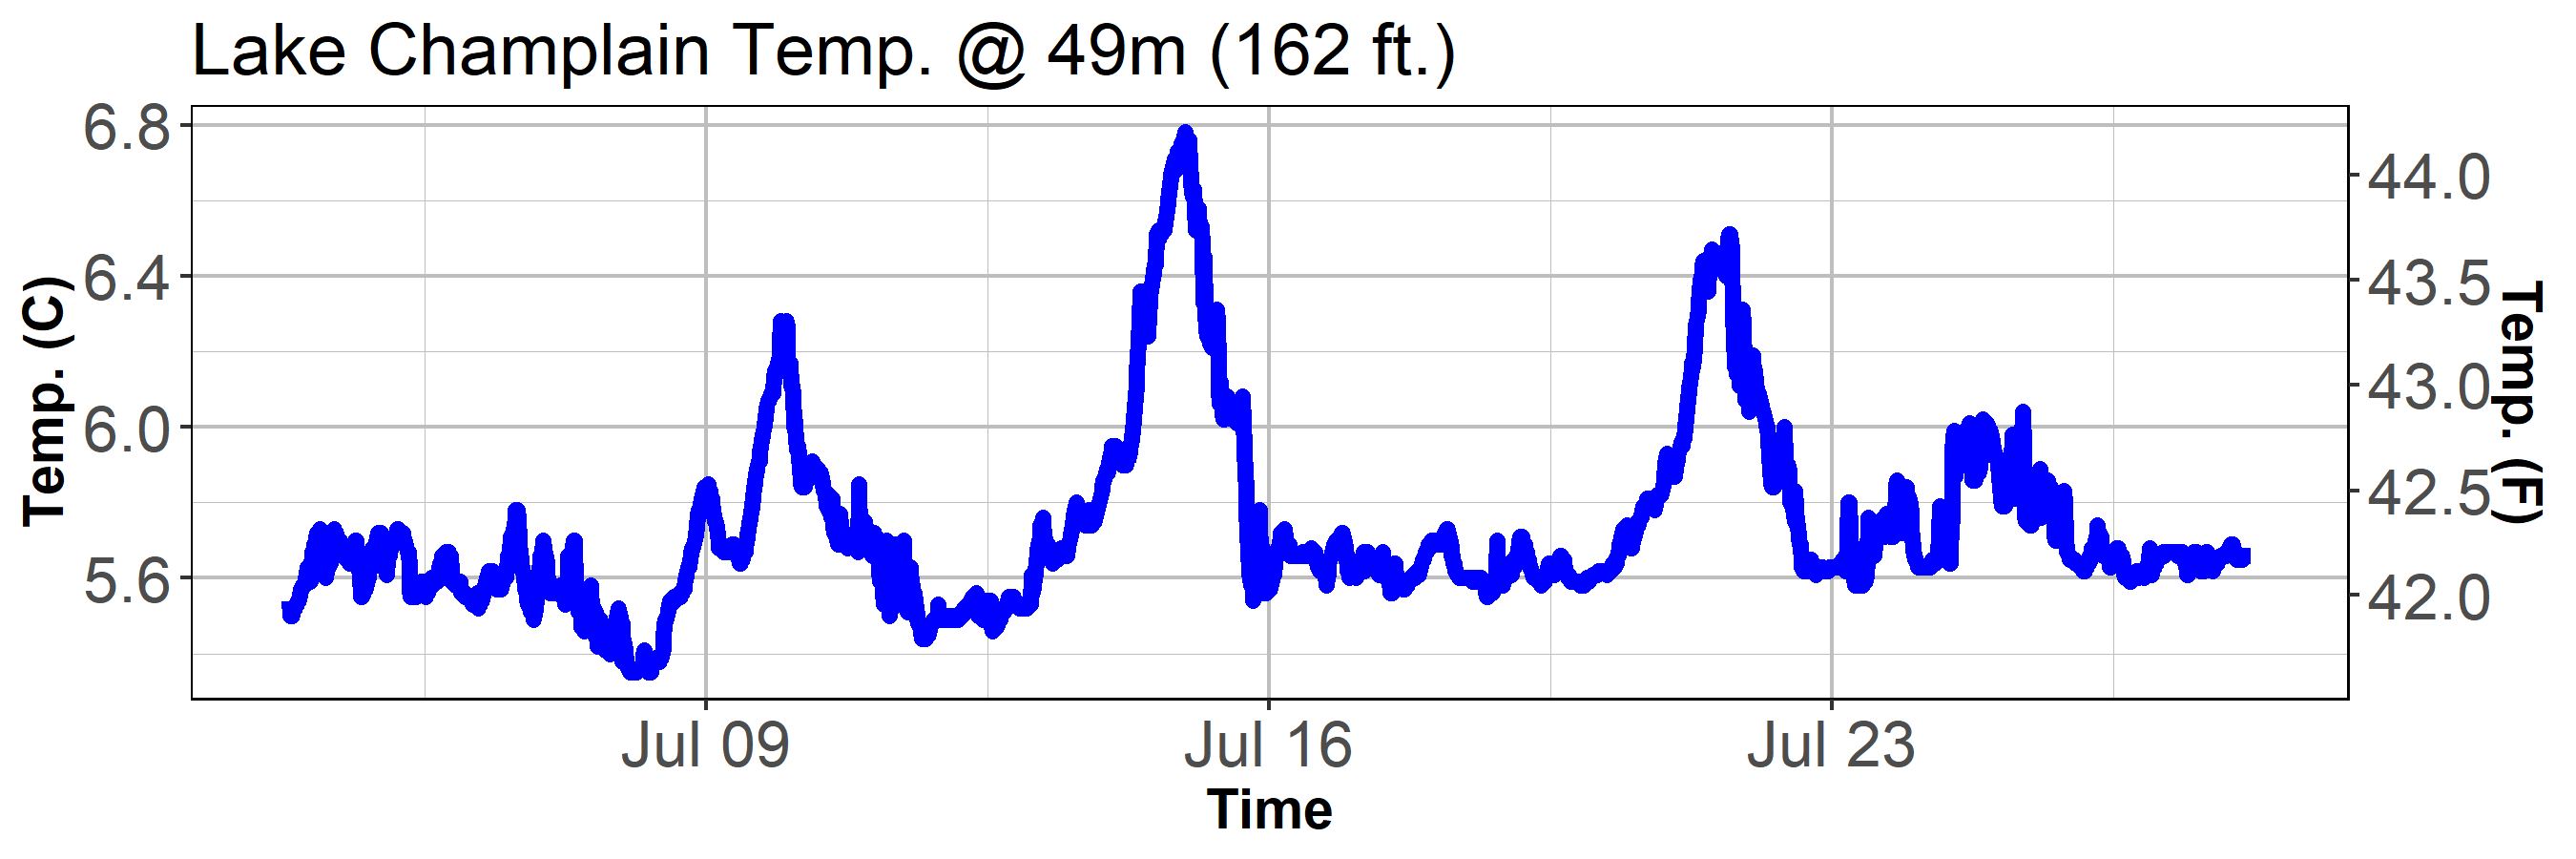 Lake Champlain Temp. @ 49m (162 ft.)
Temp. (C)
6.8
6.4
6.0
5.6
44.0
43.5
43.0
42.5
42.0
Temp. (F)
Jul 09 Jul 16 Jul 23
Time